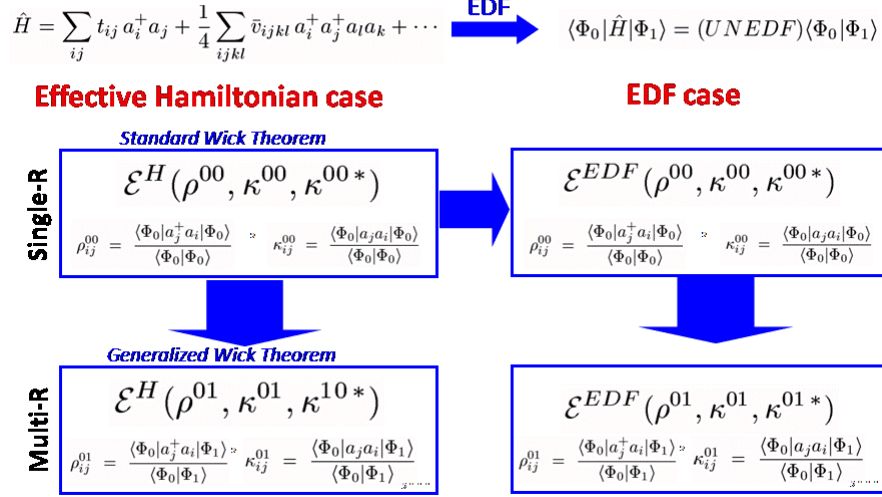 Ĥ = ∑_{ij} t_{ij} a_i^+ a_j + 1/4 ∑_{ijkl} v̄_{ijkl} a_i^+ a_j^+ a_l a_k + ⋯ EDF ⟨Φ_0|Ĥ|Φ_1⟩ = (UNEDF)⟨Φ_0|Φ_1⟩
Effective Hamiltonian case EDF case
Standard Wick Theorem
Single-R
ℰ^H(ρ^{00}, κ^{00}, κ^{00 *}) ℰ^{EDF}(ρ^{00}, κ^{00}, κ^{00 *})
ρ_{ij}^{00} = ⟨Φ_0|a_j^+ a_i|Φ_0⟩/⟨Φ_0|Φ_0⟩ κ_{ij}^{00} = ⟨Φ_0|a_j a_i|Φ_0⟩/⟨Φ_0|Φ_0⟩ ρ_{ij}^{00} = ⟨Φ_0|a_j^+ a_i|Φ_0⟩/⟨Φ_0|Φ_0⟩ κ_{ij}^{00} = ⟨Φ_0|a_j a_i|Φ_0⟩/⟨Φ_0|Φ_0⟩
Generalized Wick Theorem
Multi-R
ℰ^H(ρ^{01}, κ^{01}, κ^{10 *}) ℰ^{EDF}(ρ^{01}, κ^{01}, κ^{01 *})
ρ_{ij}^{01} = ⟨Φ_0|a_j^+ a_i|Φ_1⟩/⟨Φ_0|Φ_1⟩ κ_{ij}^{01} = ⟨Φ_0|a_j a_i|Φ_1⟩/⟨Φ_0|Φ_1⟩ ρ_{ij}^{01} = ⟨Φ_0|a_j^+ a_i|Φ_1⟩/⟨Φ_0|Φ_1⟩ κ_{ij}^{01} = ⟨Φ_0|a_j a_i|Φ_1⟩/⟨Φ_0|Φ_1⟩